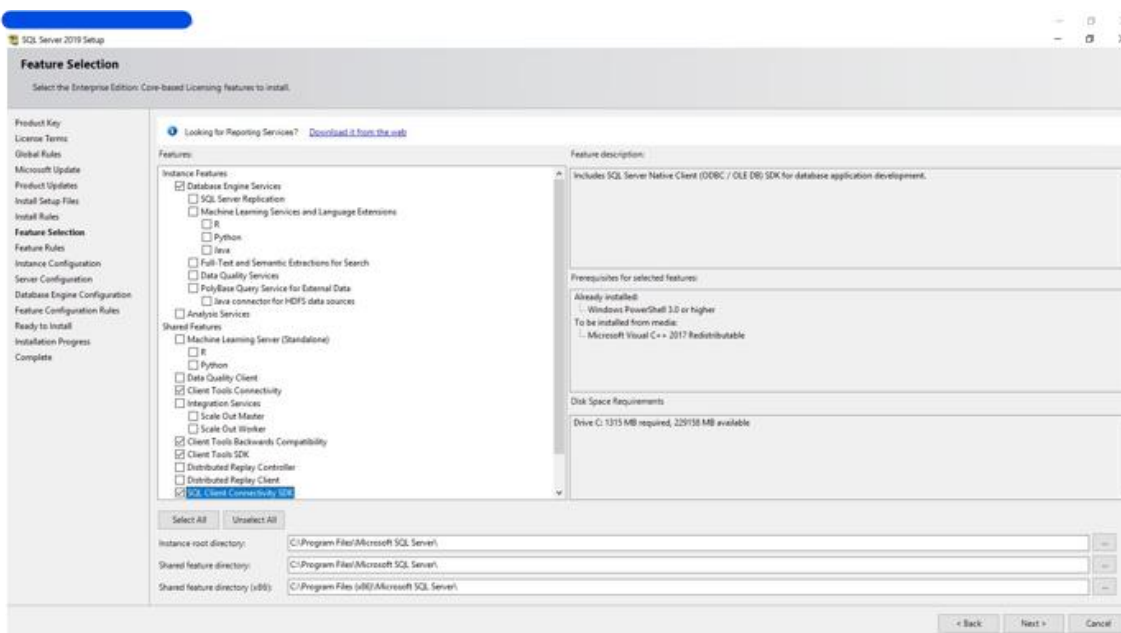 SQL Server 2019 Setup
Feature Selection
Select the Enterprise Edition: Core-based Licensing features to install.
Product Key
License Terms
Global Rules
Microsoft Update
Product Updates
Install Setup Files
Install Rules
Feature Selection
Feature Rules
Instance Configuration
Server Configuration
Database Engine Configuration
Feature Configuration Rules
Ready to Install
Installation Progress
Complete
Looking for Reporting Services? Download it from the web
Features:
Instance Features
Database Engine Services
SQL Server Replication
Machine Learning Services and Language Extensions
R
Python
Java
Full-Text and Semantic Extractions for Search
Data Quality Services
PolyBase Query Service for External Data
Java connector for HDFS data sources
Analysis Services
Shared Features
Machine Learning Server (Standalone)
R
Python
Data Quality Client
Client Tools Connectivity
Integration Services
Scale Out Master
Scale Out Worker
Client Tools Backwards Compatibility
Client Tools SDK
Distributed Replay Controller
Distributed Replay Client
SQL Client Connectivity SDK
Feature description:
Includes SQL Server Native Client (ODBC / OLE DB) SDK for database application development.
Prerequisites for selected features:
Already installed:
Windows PowerShell 3.0 or higher
To be installed from media:
Microsoft Visual C++ 2017 Redistributable
Disk Space Requirements
Drive C: 1315 MB required, 229158 MB available
Select All Unselect All
Instance root directory: C:\Program Files\Microsoft SQL Server\
Shared feature directory: C:\Program Files\Microsoft SQL Server\
Shared feature directory (x86): C:\Program Files (x86)\Microsoft SQL Server\
< Back Next > Cancel